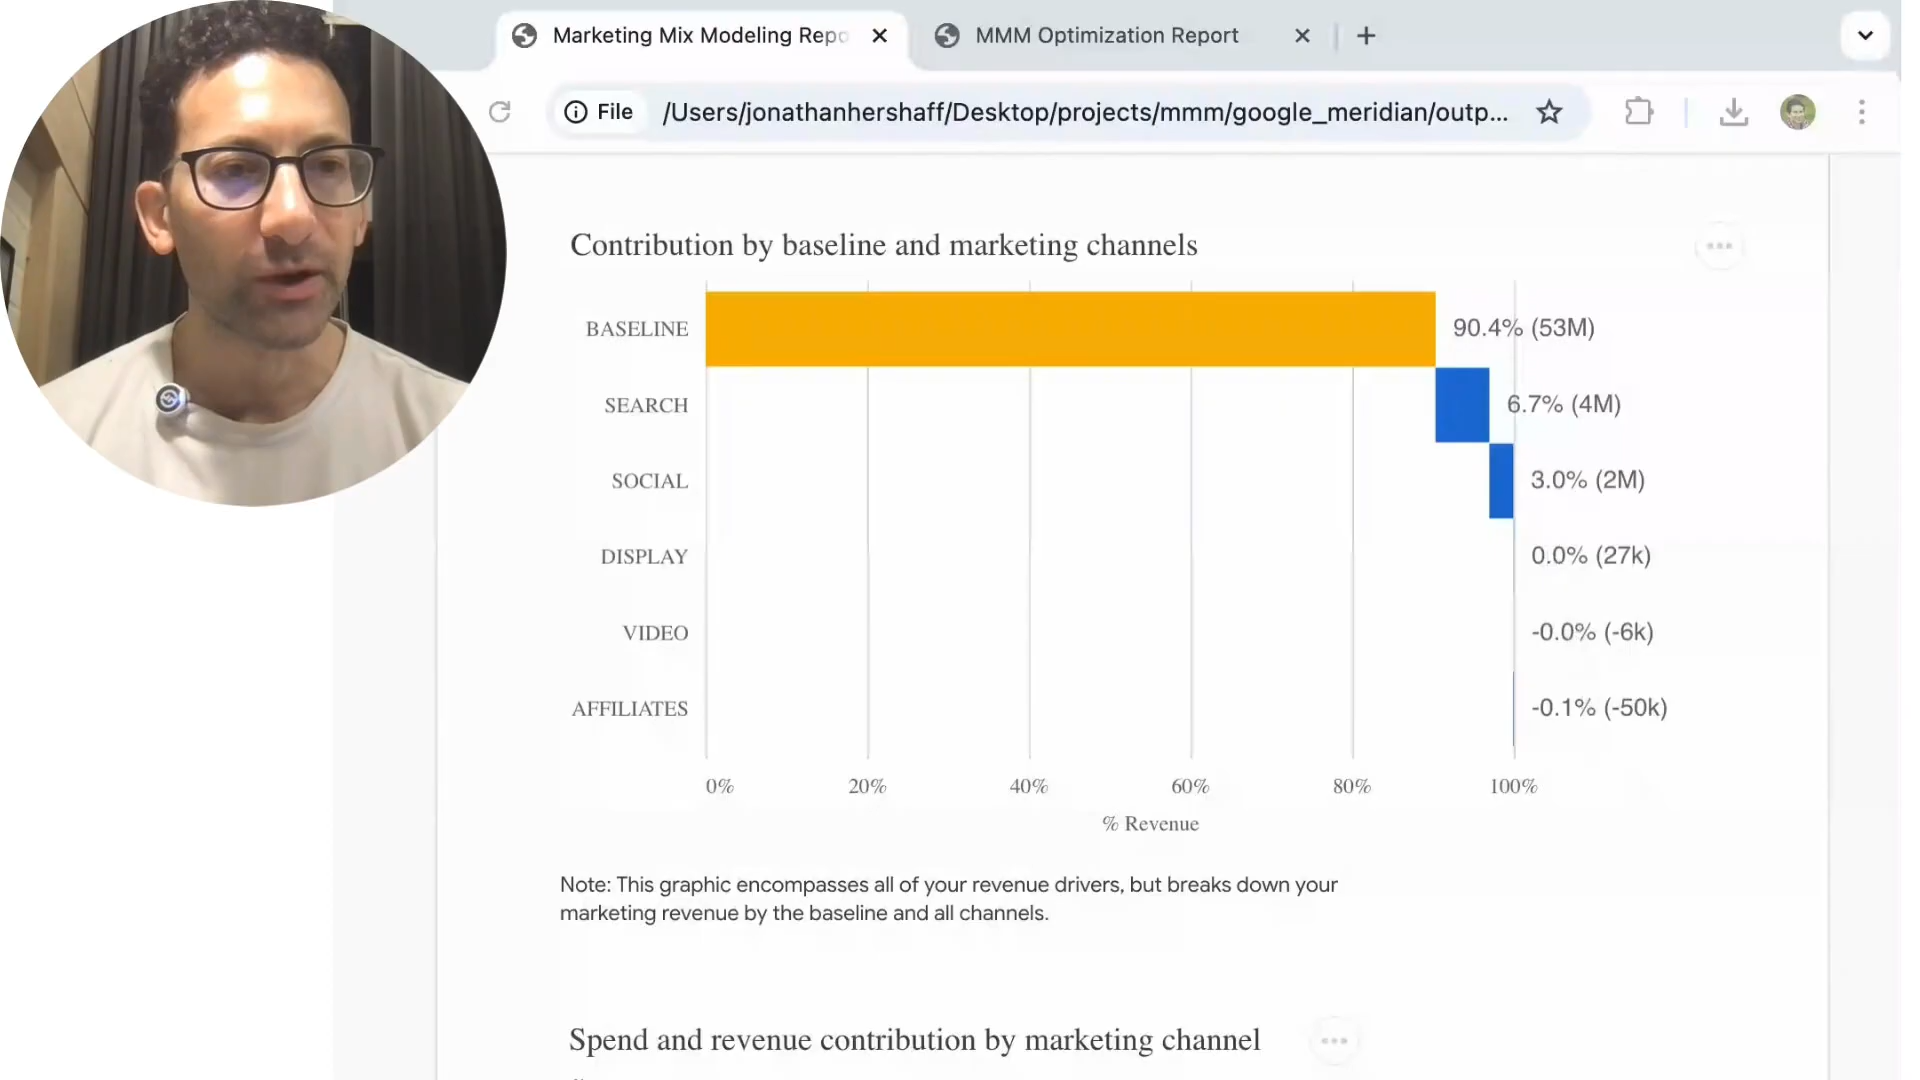 Marketing Mix Modeling Repo
MMM Optimization Report
File
/Users/jonathanhershaff/Desktop/projects/mmm/google_meridian/outp...
Contribution by baseline and marketing channels
BASELINE
90.4% (53M)
SEARCH
6.7% (4M)
SOCIAL
3.0% (2M)
DISPLAY
0.0% (27k)
VIDEO
-0.0% (-6k)
AFFILIATES
-0.1% (-50k)
0% 20% 40% 60% 80% 100%
% Revenue
Note: This graphic encompasses all of your revenue drivers, but breaks down your
marketing revenue by the baseline and all channels.
Spend and revenue contribution by marketing channel